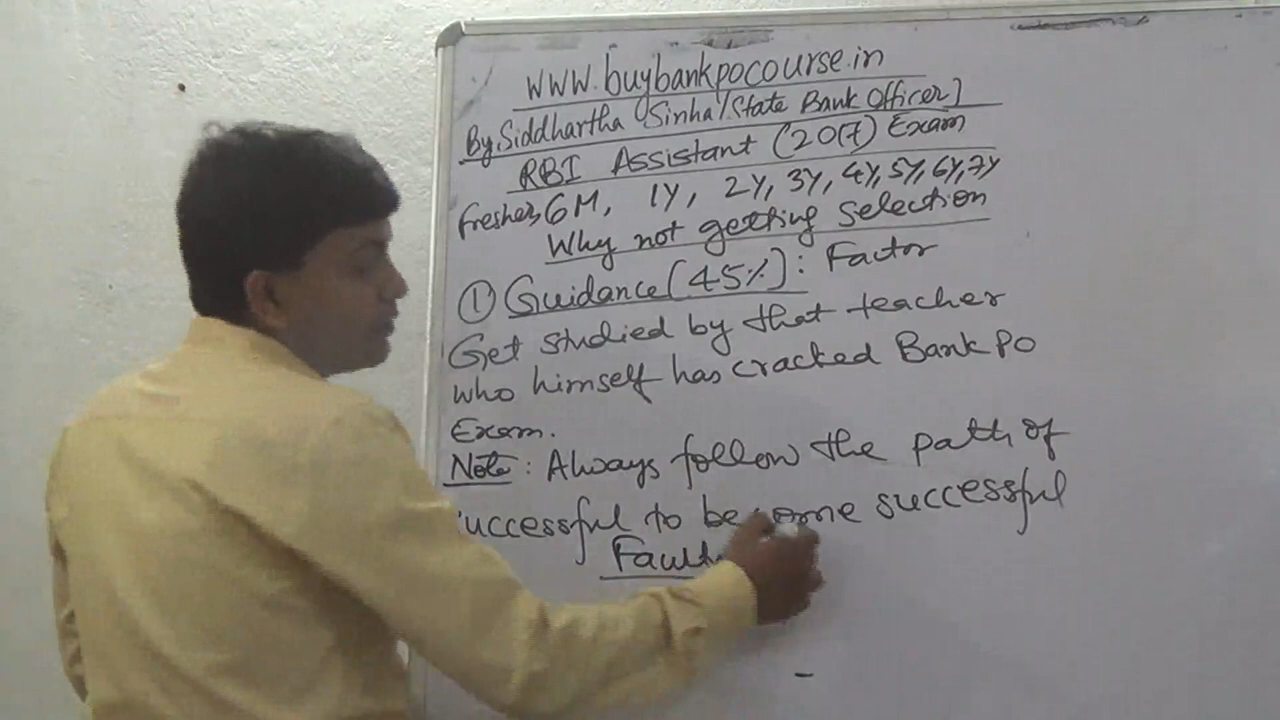 www.buybankpocourse.in
By Siddhartha Sinha (State Bank Officer)
RBI Assistant (2017) Exam
Fresher, 6M, 1Y, 2Y, 3Y, 4Y, 5Y, 6Y, 7Y
Why not getting selection
① Guidance (45%): Factor
Get studied by that teacher
who himself has cracked Bank PO
Exam.
Note: Always follow the path of
successful to become successful